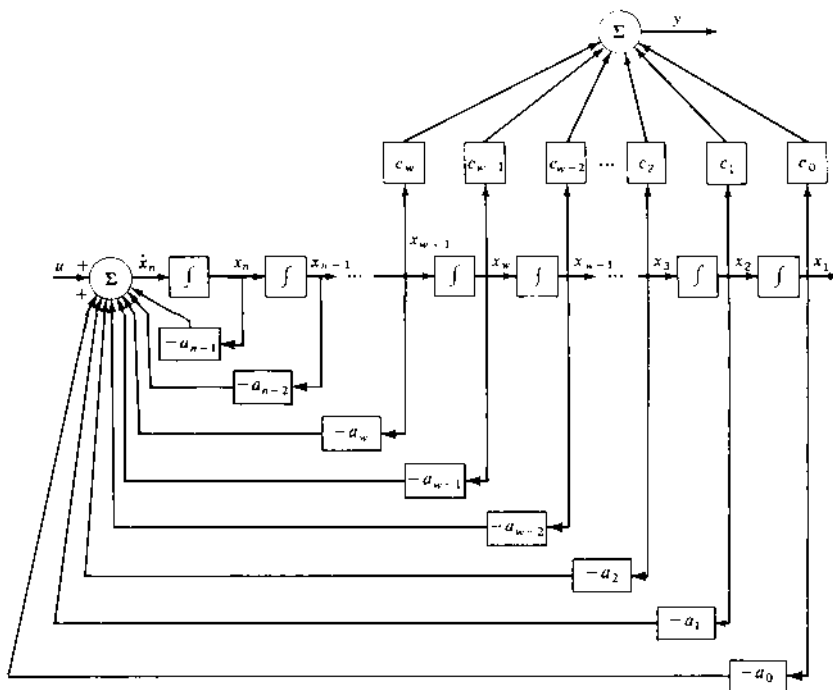 Σ y
c_w c_{w-1} c_{w-2} ... c_2 c_1 c_0
u + Σ ẋ_n ∫ x_n ∫ x_{n-1} ... x_{w+1} ∫ x_w ∫ x_{w-1} ... x_3 ∫ x_2 ∫ x_1
+
-a_{n-1}
-a_{n-2}
-a_w
-a_{w-1}
-a_{w-2}
-a_2
-a_1
-a_0